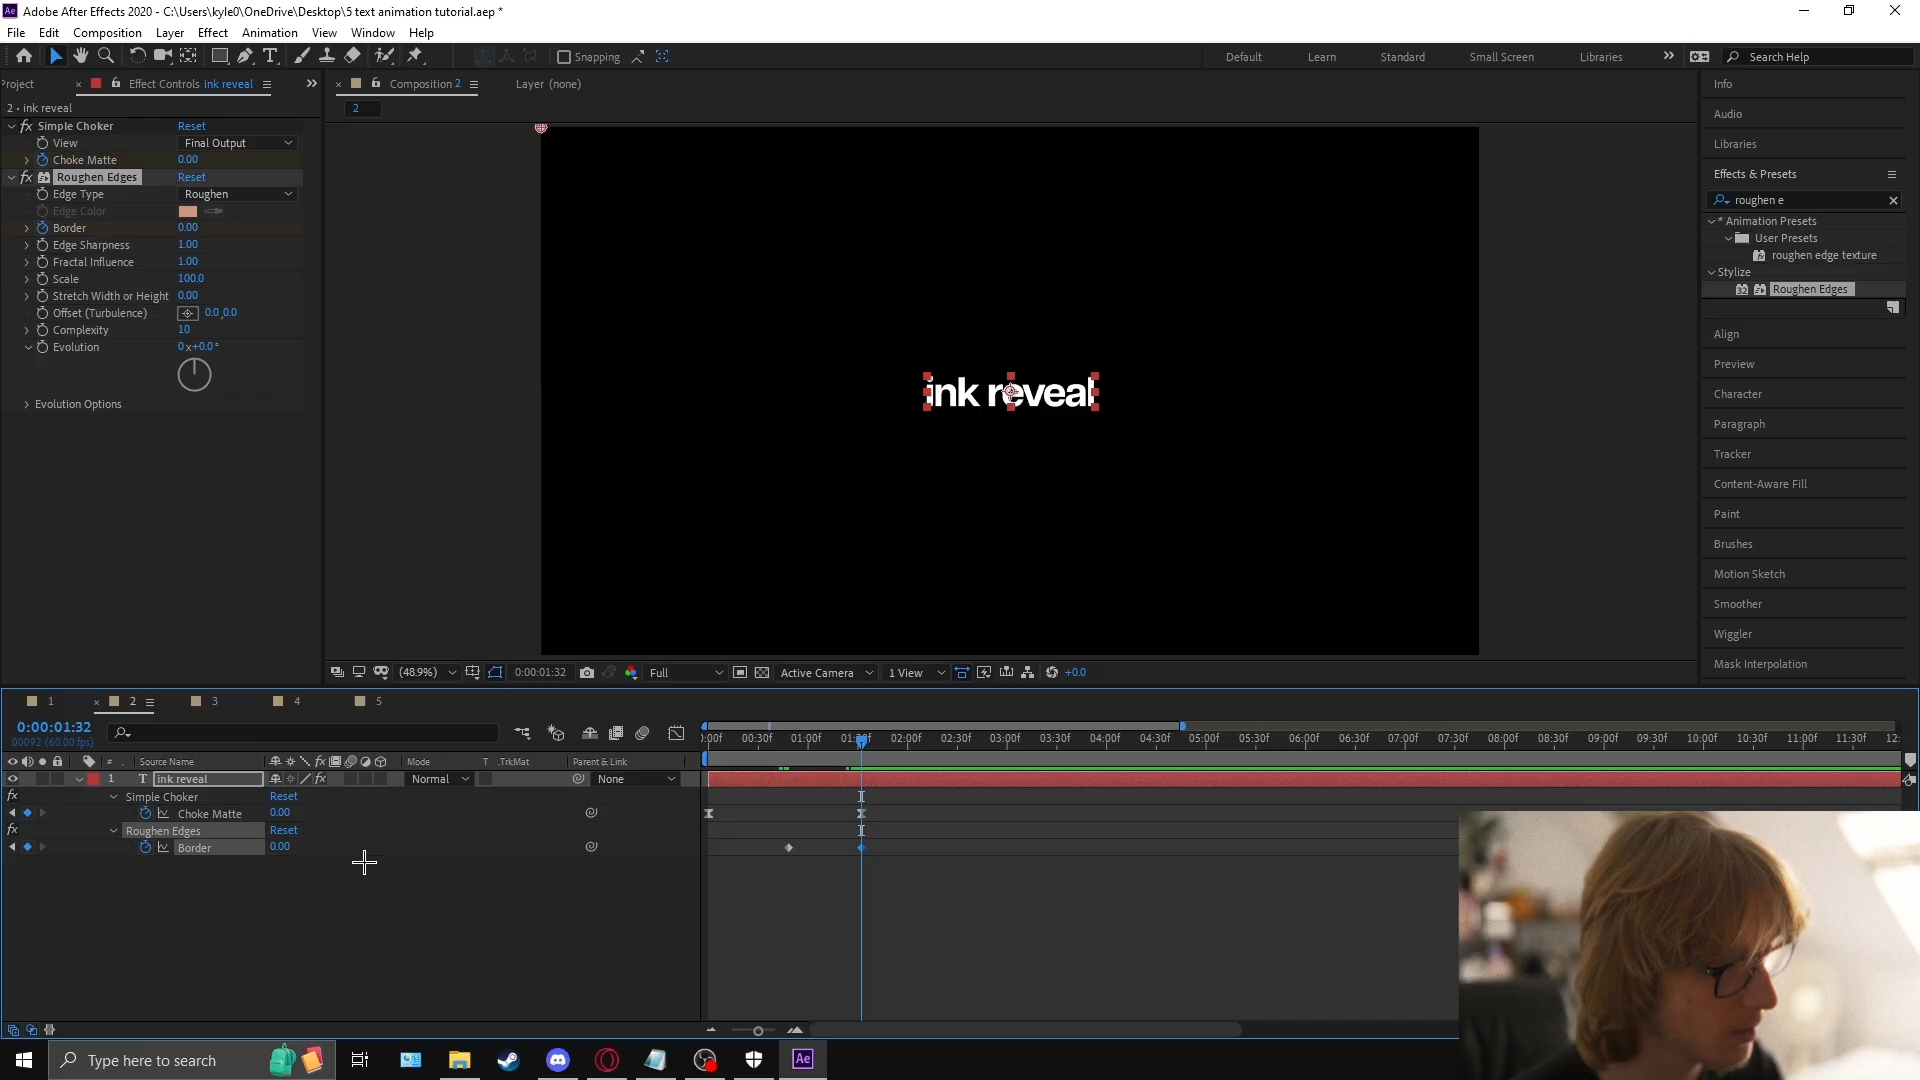 Adobe After Effects 2020 - C:\Users\kyle0\OneDrive\Desktop\5 text animation tutorial.aep *
File Edit Composition Layer Effect Animation View Window Help
Snapping
Default Learn Standard Small Screen Libraries Search Help
Project Effect Controls ink reveal
2 • ink reveal
Simple Choker Reset
View Final Output
Choke Matte 0.00
Roughen Edges Reset
Edge Type Roughen
Edge Color
Border 0.00
Edge Sharpness 1.00
Fractal Influence 1.00
Scale 100.0
Stretch Width or Height 0.00
Offset (Turbulence) 0.0,0.0
Complexity 10
Evolution 0x+0.0°
Evolution Options
Composition 2 Layer (none)
2
ink reveal
(48.9%) 0:00:01:32 Full Active Camera 1 View +0.0
Info
Audio
Libraries
Effects & Presets
roughen e
* Animation Presets
User Presets
roughen edge texture
Stylize
32 Roughen Edges
Align
Preview
Character
Paragraph
Tracker
Content-Aware Fill
Paint
Brushes
Motion Sketch
Smoother
Wiggler
Mask Interpolation
1 2 3 4 5
0:00:01:32
00092 (60.00 fps)
:00f 00:30f 01:00f 02:00f 02:30f 03:00f 03:30f 04:00f 04:30f 05:00f 05:30f 06:00f 06:30f 07:00f 07:30f 08:00f 08:30f 09:00f 09:30f 10:00f 10:30f 11:00f 11:30f 12:
# Source Name Mode T .TrkMat Parent & Link
1 T ink reveal Normal None
Simple Choker Reset
Choke Matte 0.00
Roughen Edges Reset
Border 0.00
Type here to search
Ae